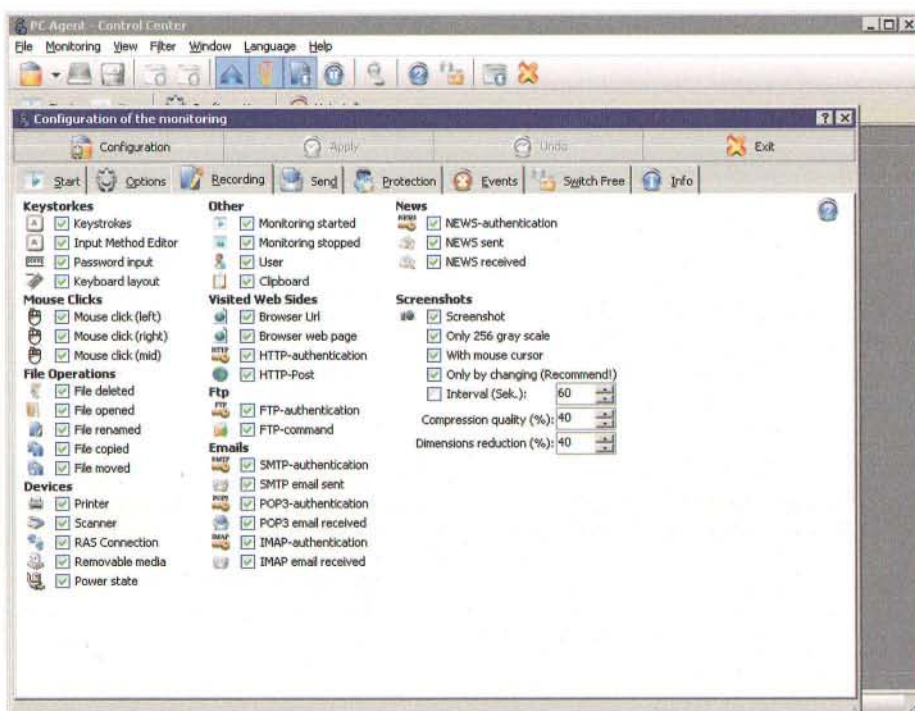 PC Agent - Control Center
File Monitoring View Filter Window Language Help
Configuration of the monitoring
Configuration Apply Undo Exit
Start Options Recording Send Protection Events Switch Free Info
Keystorkes
Keystrokes
Input Method Editor
Password input
Keyboard layout
Mouse Clicks
Mouse click (left)
Mouse click (right)
Mouse click (mid)
File Operations
File deleted
File opened
File renamed
File copied
File moved
Devices
Printer
Scanner
RAS Connection
Removable media
Power state
Other
Monitoring started
Monitoring stopped
User
Clipboard
Visited Web Sides
Browser Url
Browser web page
HTTP HTTP-authentication
HTTP-Post
Ftp
FTP FTP-authentication
FTP-command
Emails
SMTP SMTP-authentication
SMTP email sent
POP3 POP3-authentication
POP3 email received
IMAP IMAP-authentication
IMAP email received
News
NEWS NEWS-authentication
NEWS sent
NEWS received
Screenshots
Screenshot
Only 256 gray scale
With mouse cursor
Only by changing (Recommend!)
Interval (Sek.): 60
Compression quality (%): 40
Dimensions reduction (%): 40